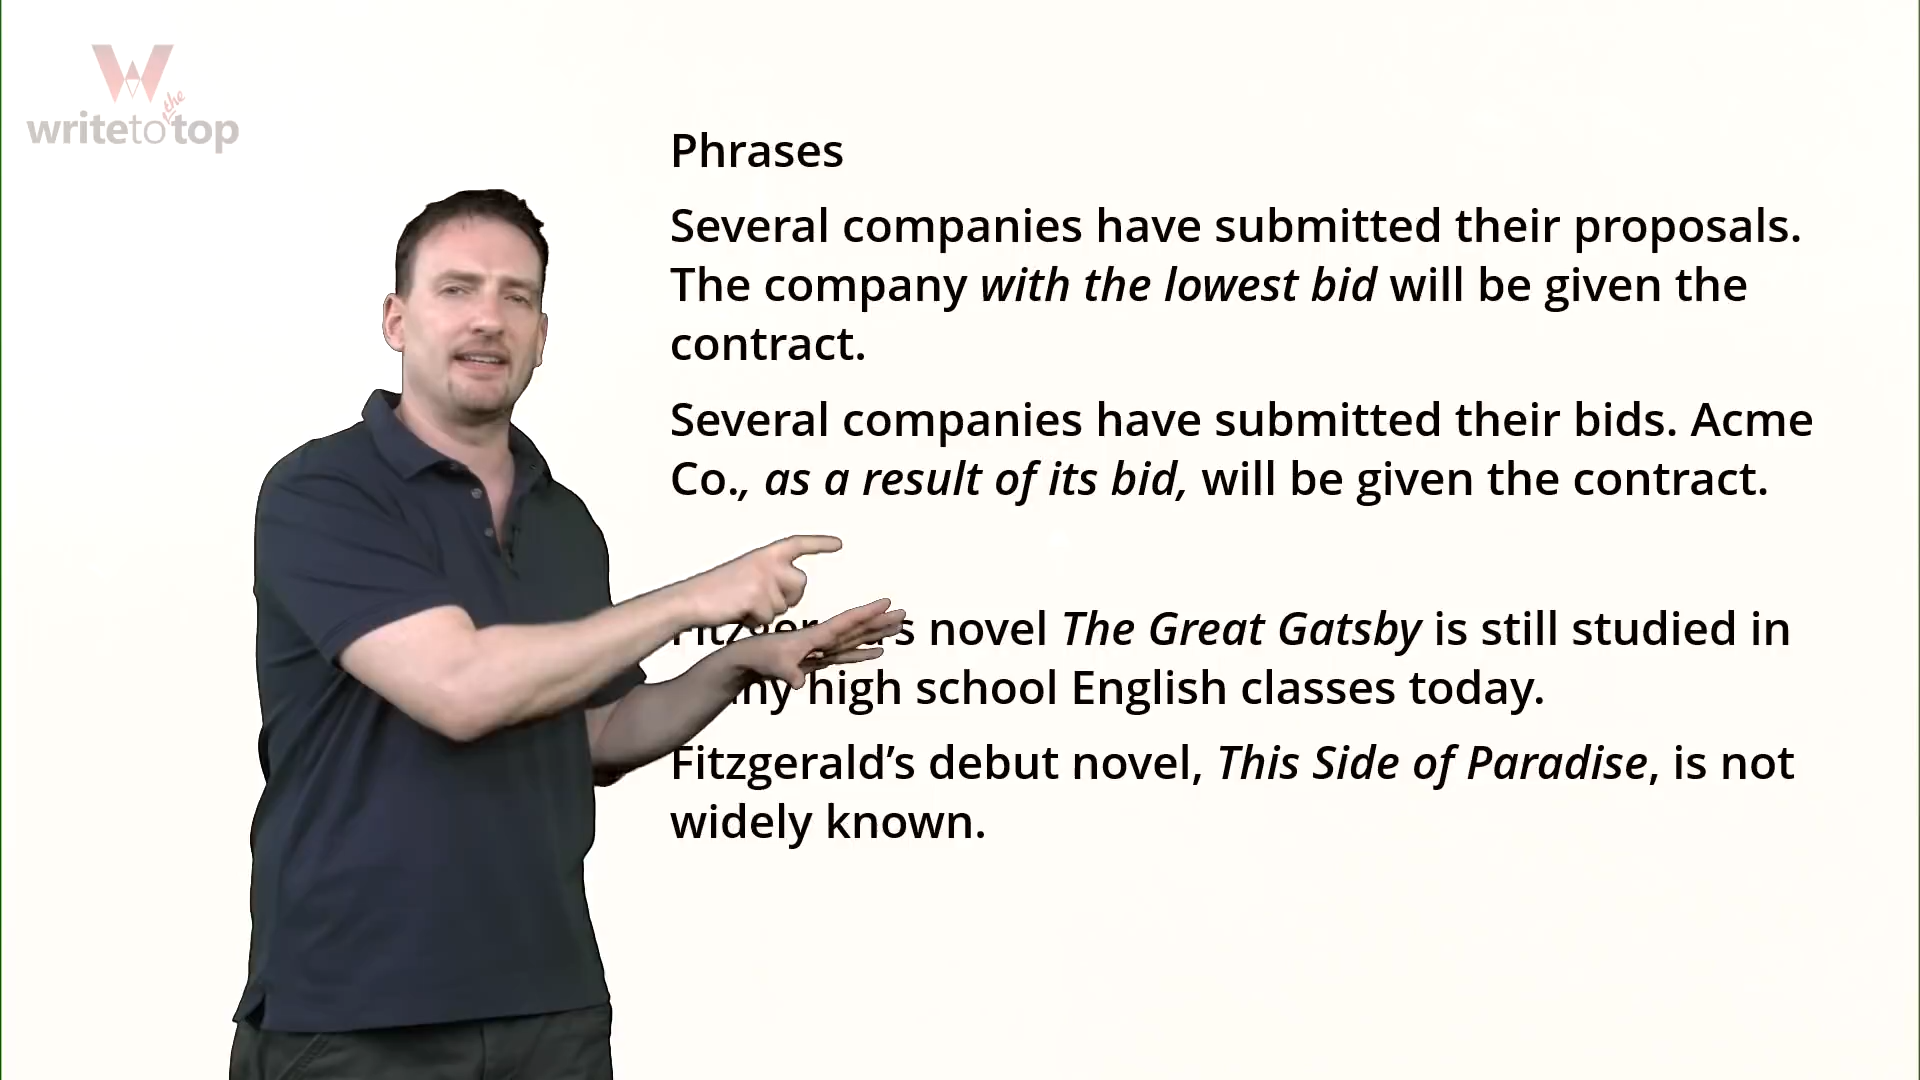 W
the
writetotop
Phrases
Several companies have submitted their proposals.
The company with the lowest bid will be given the
contract.
Several companies have submitted their bids. Acme
Co., as a result of its bid, will be given the contract.
novel The Great Gatsby is still studied in
high school English classes today.
Fitzgerald’s debut novel, This Side of Paradise, is not
widely known.